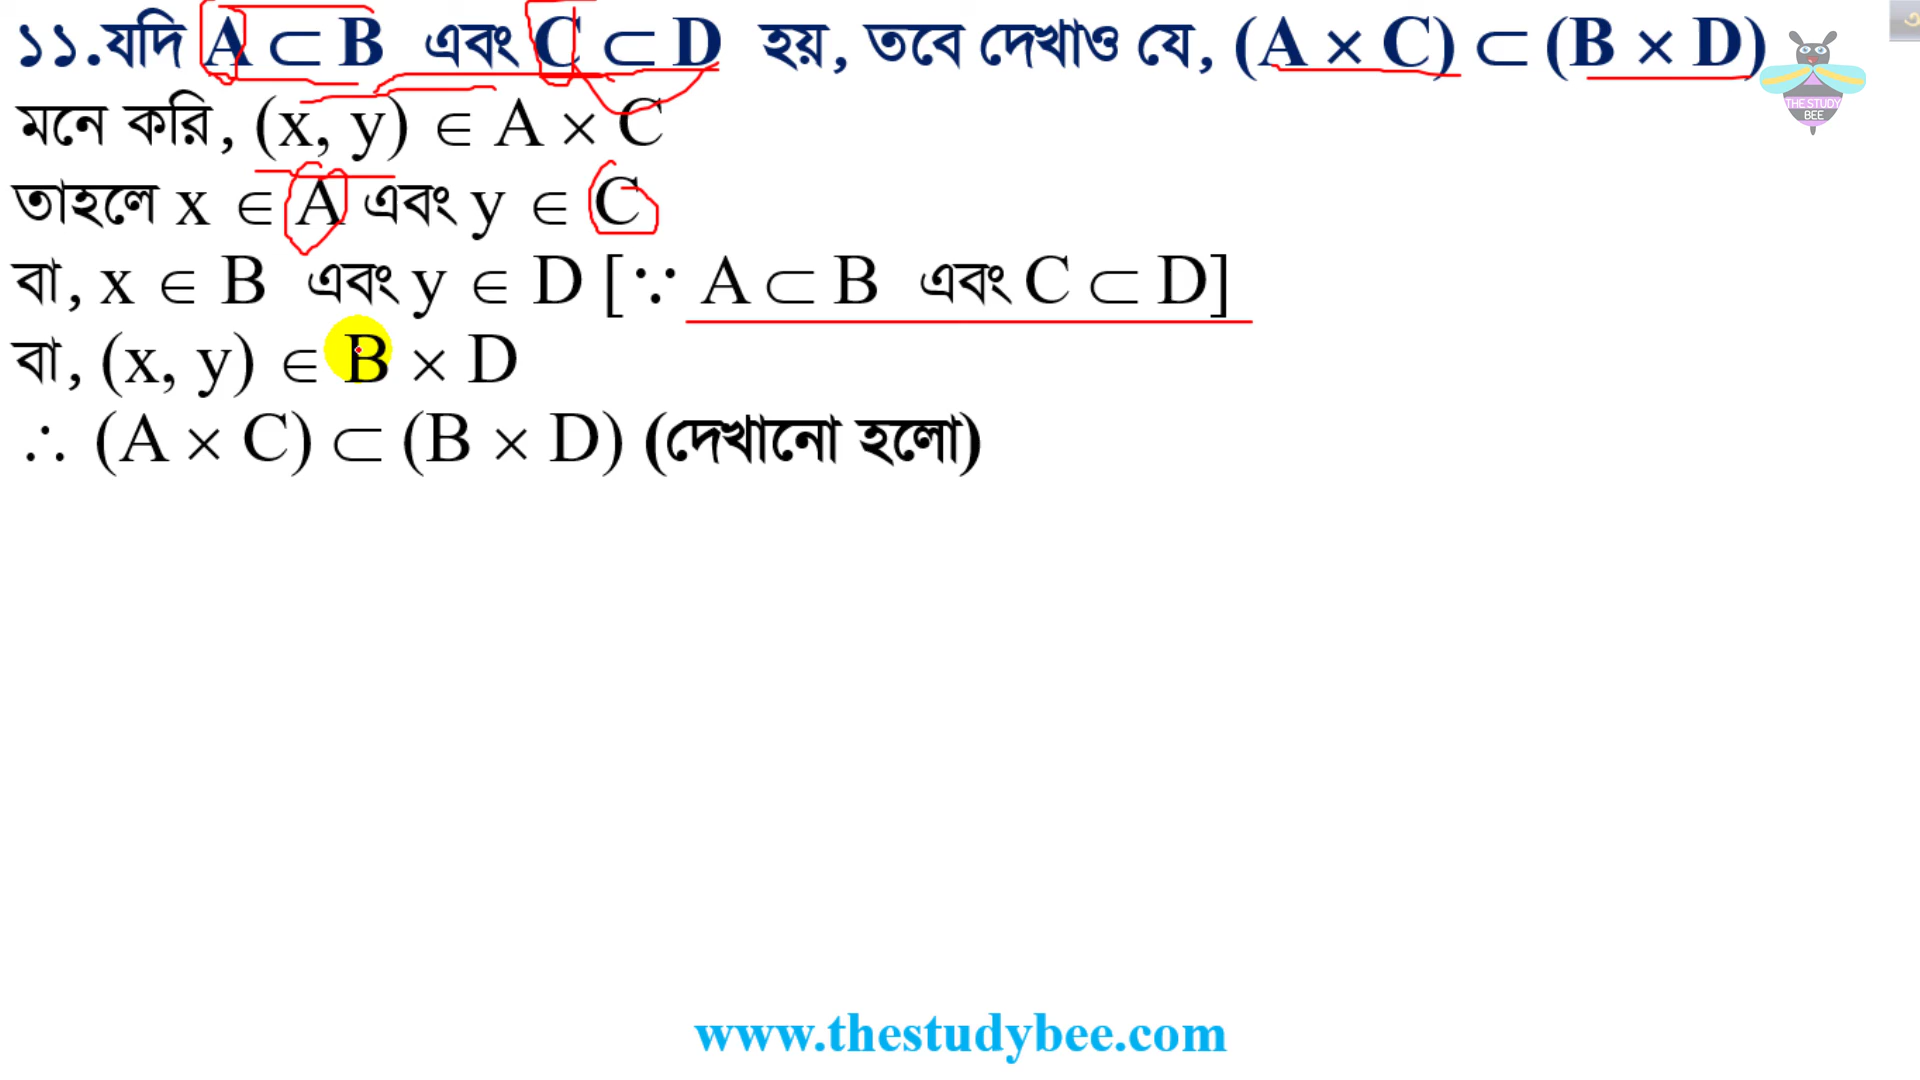 ১১.যদি A ⊂ B এবং C ⊂ D হয়, তবে দেখাও যে, (A × C) ⊂ (B × D)
মনে করি, (x, y) ∈ A × C
তাহলে x ∈ A এবং y ∈ C
বা, x ∈ B এবং y ∈ D [∵ A ⊂ B এবং C ⊂ D]
বা, (x, y) ∈ B × D
∴ (A × C) ⊂ (B × D) (দেখানো হলো)
THE STUDY
BEE
www.thestudybee.com